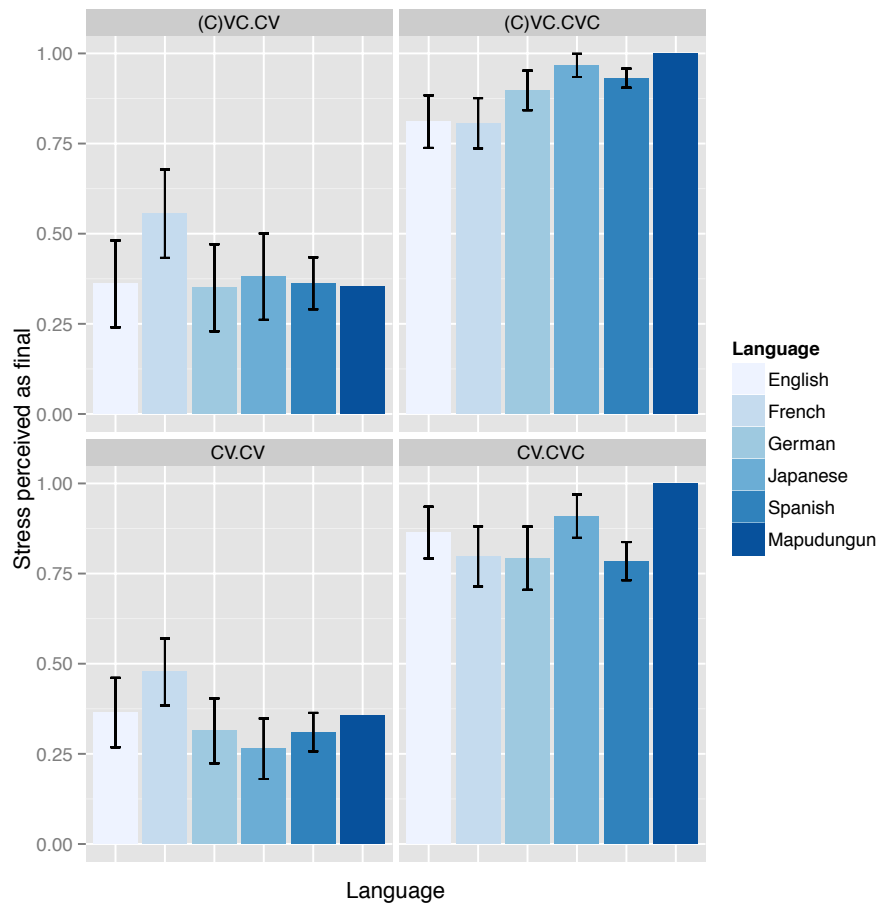 (C)VC.CV
(C)VC.CVC
1.00
0.75
0.50
0.25
0.00
CV.CV
CV.CVC
1.00
0.75
0.50
0.25
0.00
Stress perceived as final
Language
Language
English
French
German
Japanese
Spanish
Mapudungun